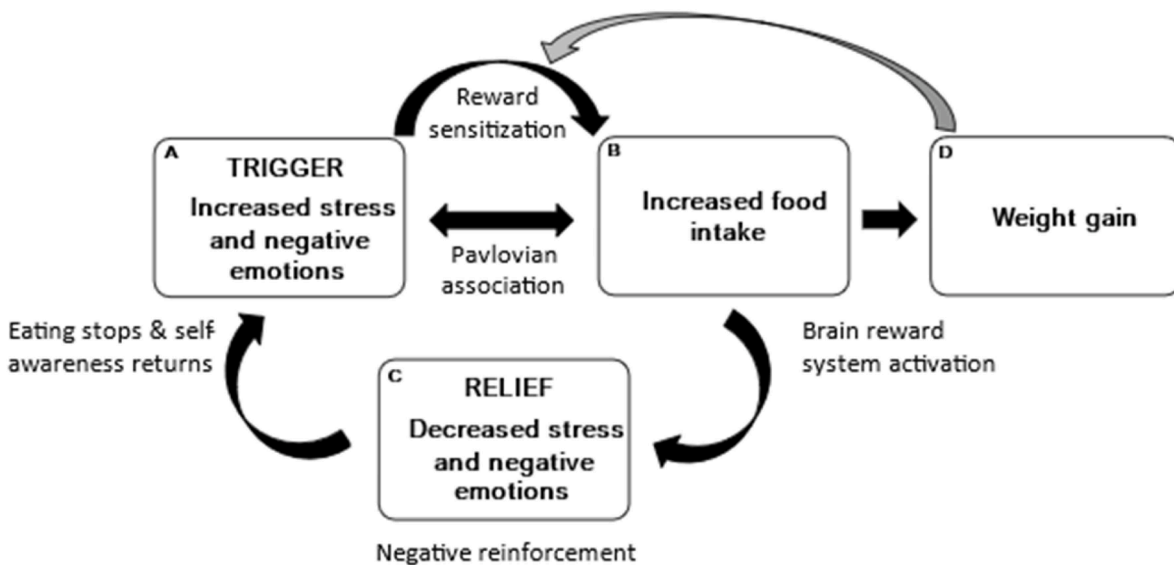 Reward
sensitization
A
TRIGGER
Increased stress
and negative
emotions
Pavlovian
association
B
Increased food
intake
D
Weight gain
Eating stops & self
awareness returns
Brain reward
system activation
C
RELIEF
Decreased stress
and negative
emotions
Negative reinforcement